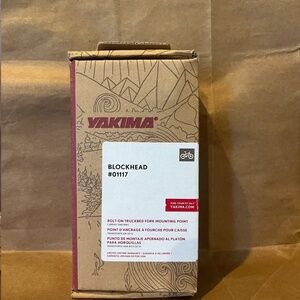 YAKIMA
BLOCKHEAD
#01117
YAKIMA.COM
BOLT-ON TRUCKBED FORK MOUNTING POINT
POINT D'ANCRAGE À FOURCHE POUR CAISSE
PUNTO DE MONTAJE APERNADO AL PLATÓN
PARA HORQUILLAS